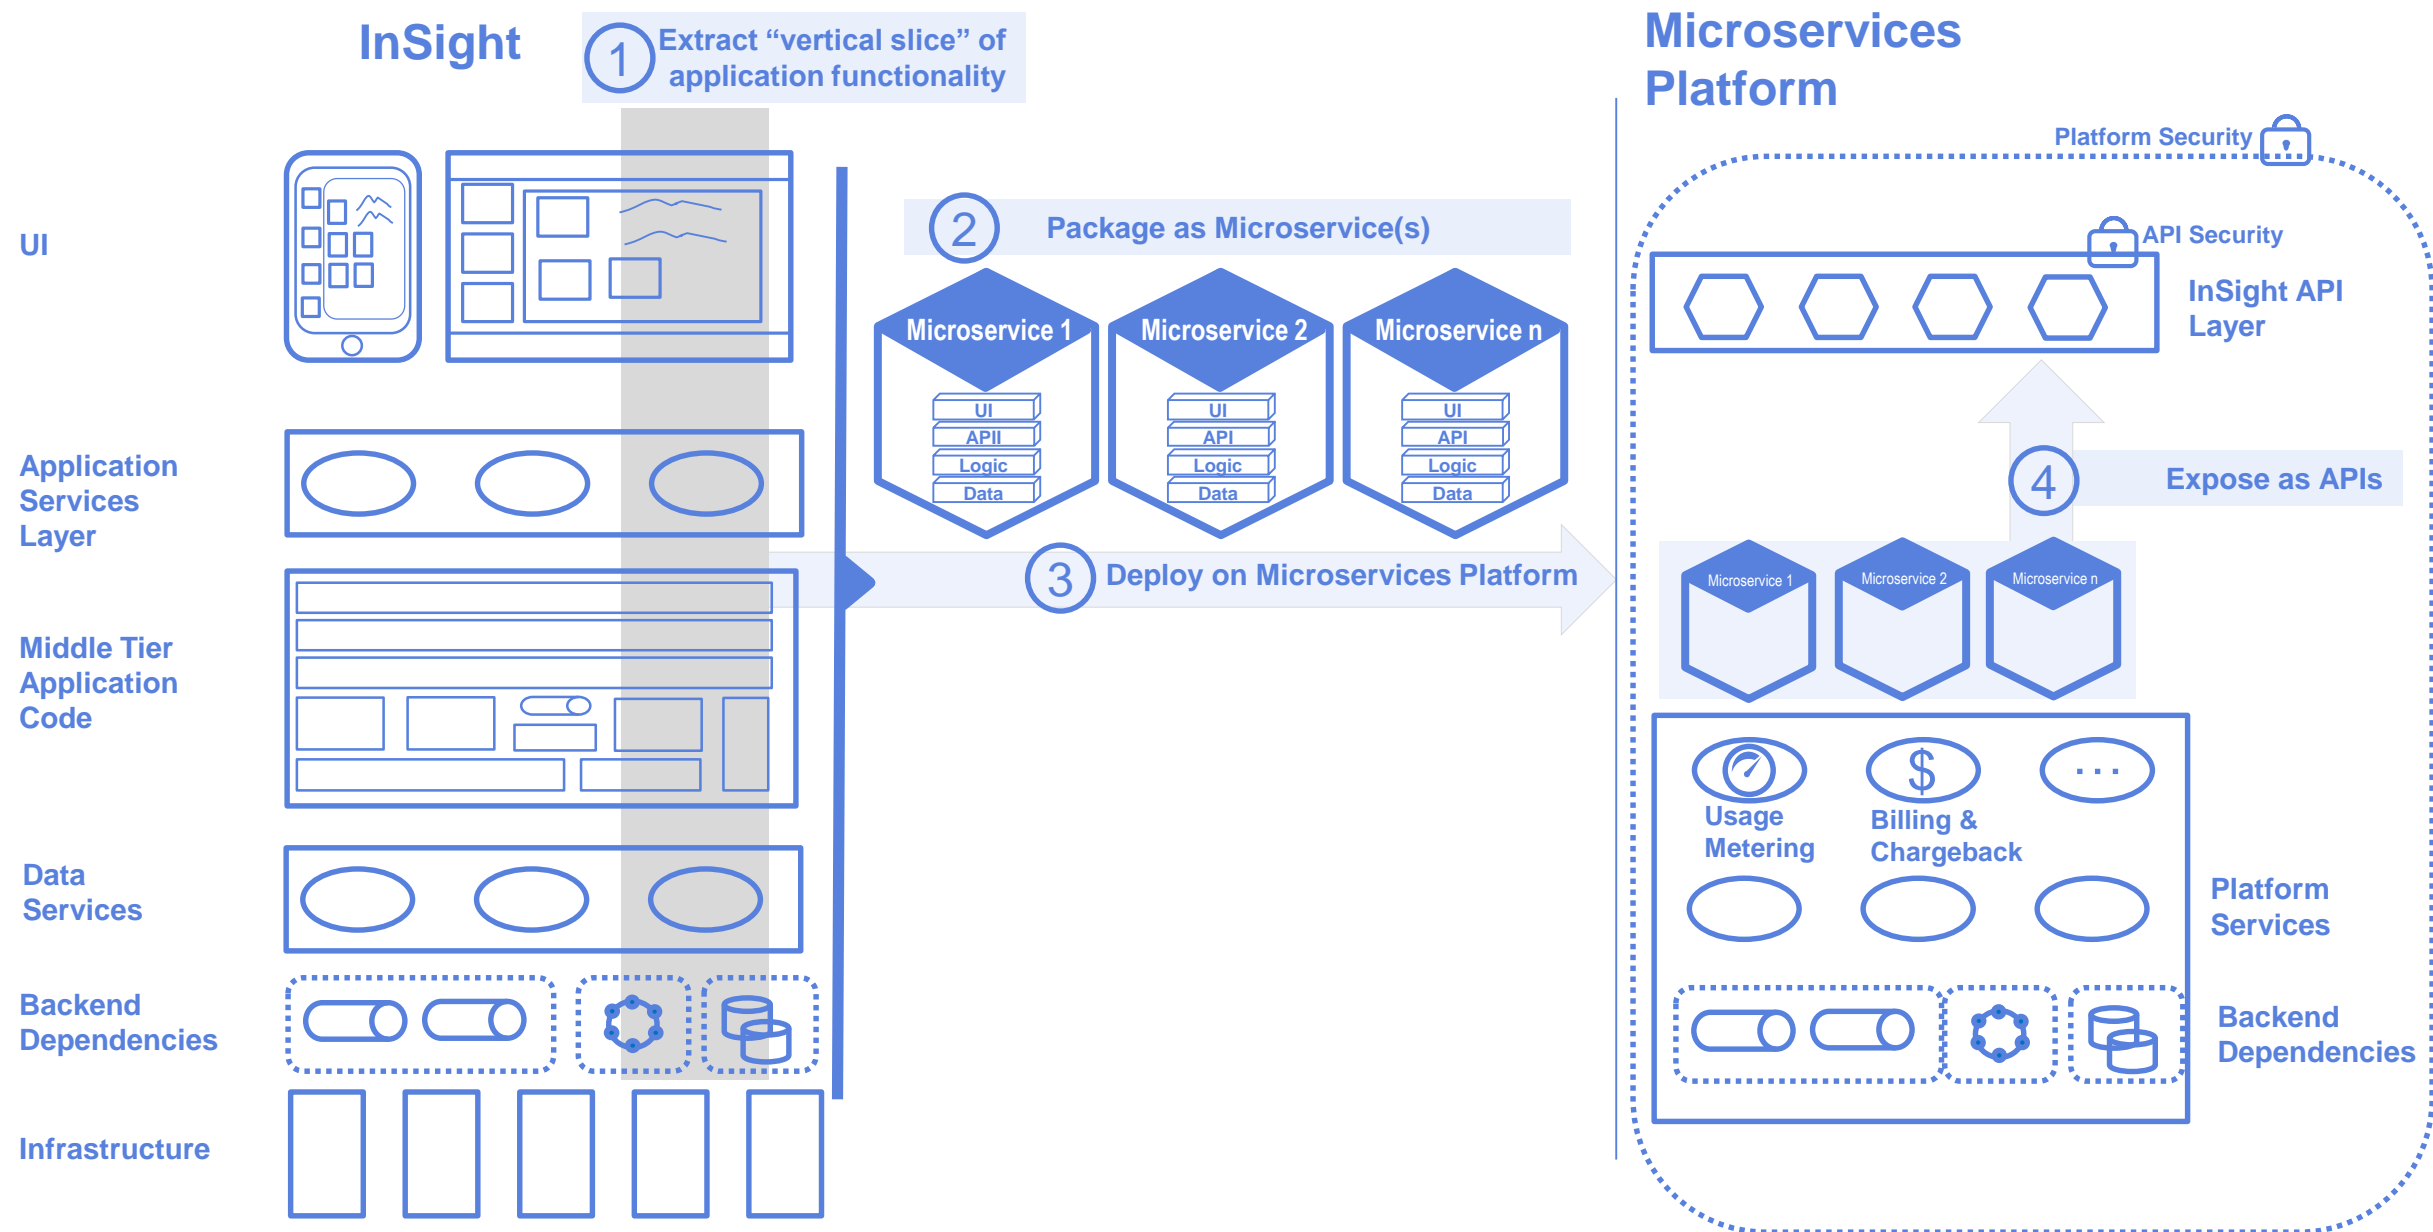 InSight
1
Extract “vertical slice” of
application functionality
Microservices
Platform
Platform Security
API Security
UI
2
Package as Microservice(s)
InSight API
Layer
Microservice 1
Microservice 2
Microservice n
UI
APII
Logic
Data
UI
API
Logic
Data
UI
API
Logic
Data
Application
Services
Layer
4
Expose as APIs
3
Deploy on Microservices Platform
Microservice 1
Microservice 2
Microservice n
Middle Tier
Application
Code
$
...
Usage
Metering
Billing &
Chargeback
Data
Services
Platform
Services
Backend
Dependencies
Backend
Dependencies
Infrastructure